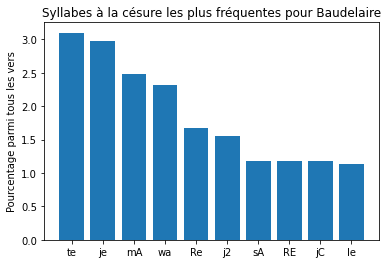 Syllabes à la césure les plus fréquentes pour Baudelaire
Pourcentage parmi tous les vers
3.0
2.5
2.0
1.5
1.0
0.5
0.0
te je mA wa Re j2 sA RE jC le